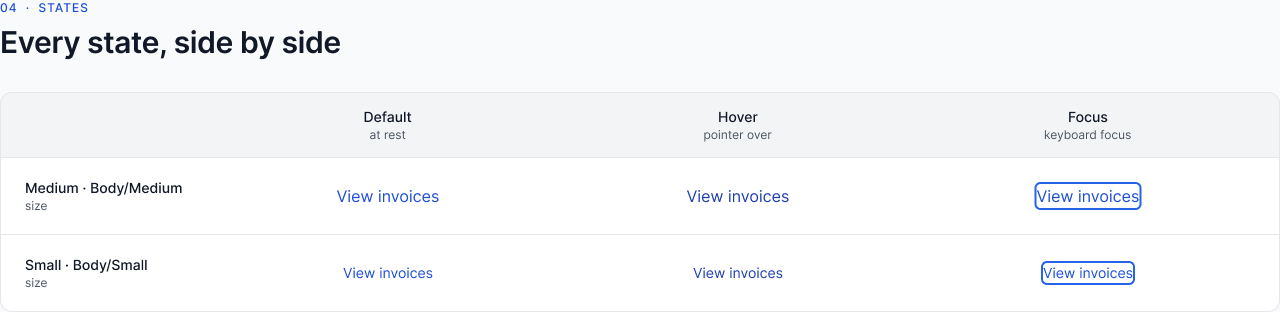 04 · STATES
Every state, side by side
Default
at rest
Hover
pointer over
Focus
keyboard focus
Medium · Body/Medium
size
View invoices
View invoices
View invoices
Small · Body/Small
size
View invoices
View invoices
View invoices